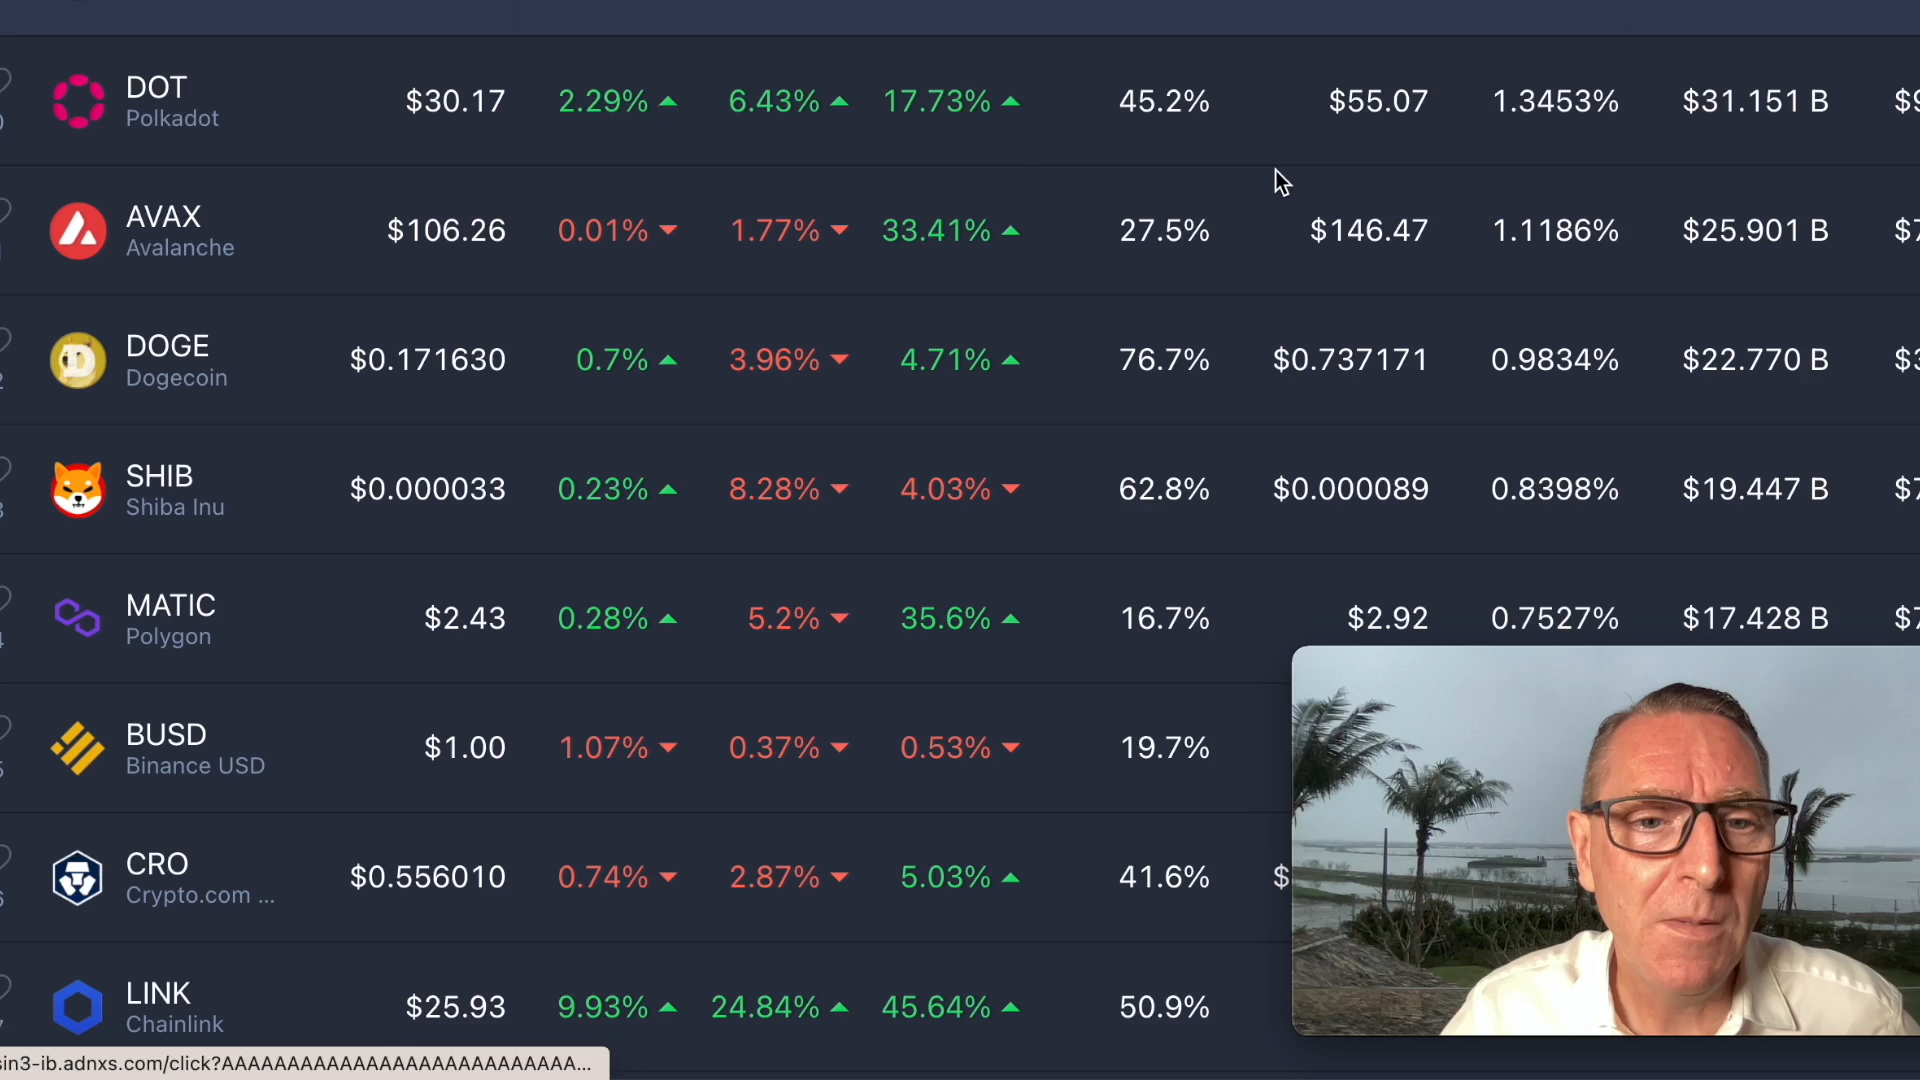 DOT
Polkadot
$30.17 2.29% 6.43% 17.73% 45.2% $55.07 1.3453% $31.151 B
AVAX
Avalanche
$106.26 0.01% 1.77% 33.41% 27.5% $146.47 1.1186% $25.901 B
DOGE
Dogecoin
$0.171630 0.7% 3.96% 4.71% 76.7% $0.737171 0.9834% $22.770 B
SHIB
Shiba Inu
$0.000033 0.23% 8.28% 4.03% 62.8% $0.000089 0.8398% $19.447 B
MATIC
Polygon
$2.43 0.28% 5.2% 35.6% 16.7% $2.92 0.7527% $17.428 B
BUSD
Binance USD
$1.00 1.07% 0.37% 0.53% 19.7%
CRO
Crypto.com ...
$0.556010 0.74% 2.87% 5.03% 41.6% $
LINK
Chainlink
$25.93 9.93% 24.84% 45.64% 50.9%
in3-ib.adnxs.com/click?AAAAAAAAAAAAAAAAAAAAAAAAAAA...